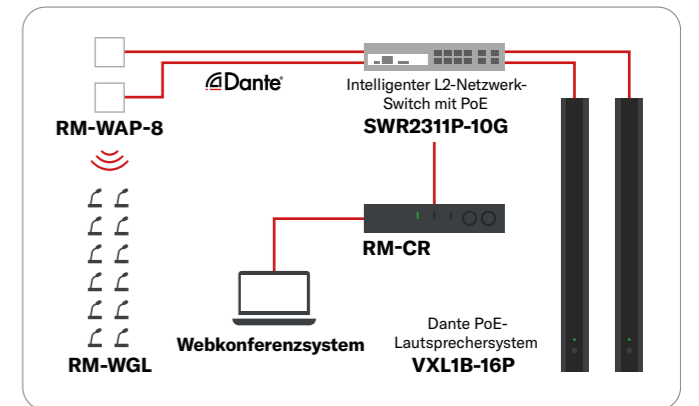 Dante
Intelligenter L2-Netzwerk-
Switch mit PoE
SWR2311P-10G
RM-WAP-8
RM-CR
Webkonferenzsystem
Dante PoE-
Lautsprechersystem
VXL1B-16P
RM-WGL